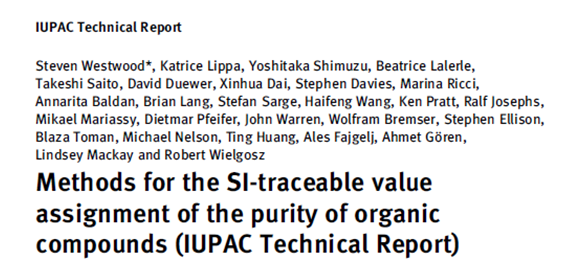 IUPAC Technical Report
Steven Westwood*, Katrice Lippa, Yoshitaka Shimuzu, Beatrice Lalerle,
Takeshi Saito, David Duewer, Xinhua Dai, Stephen Davies, Marina Ricci,
Annarita Baldan, Brian Lang, Stefan Sarge, Haifeng Wang, Ken Pratt, Ralf Josephs,
Mikael Mariassy, Dietmar Pfeifer, John Warren, Wolfram Bremser, Stephen Ellison,
Blaza Toman, Michael Nelson, Ting Huang, Ales Fajgelj, Ahmet Gören,
Lindsey Mackay and Robert Wielgosz
Methods for the SI-traceable value
assignment of the purity of organic
compounds (IUPAC Technical Report)